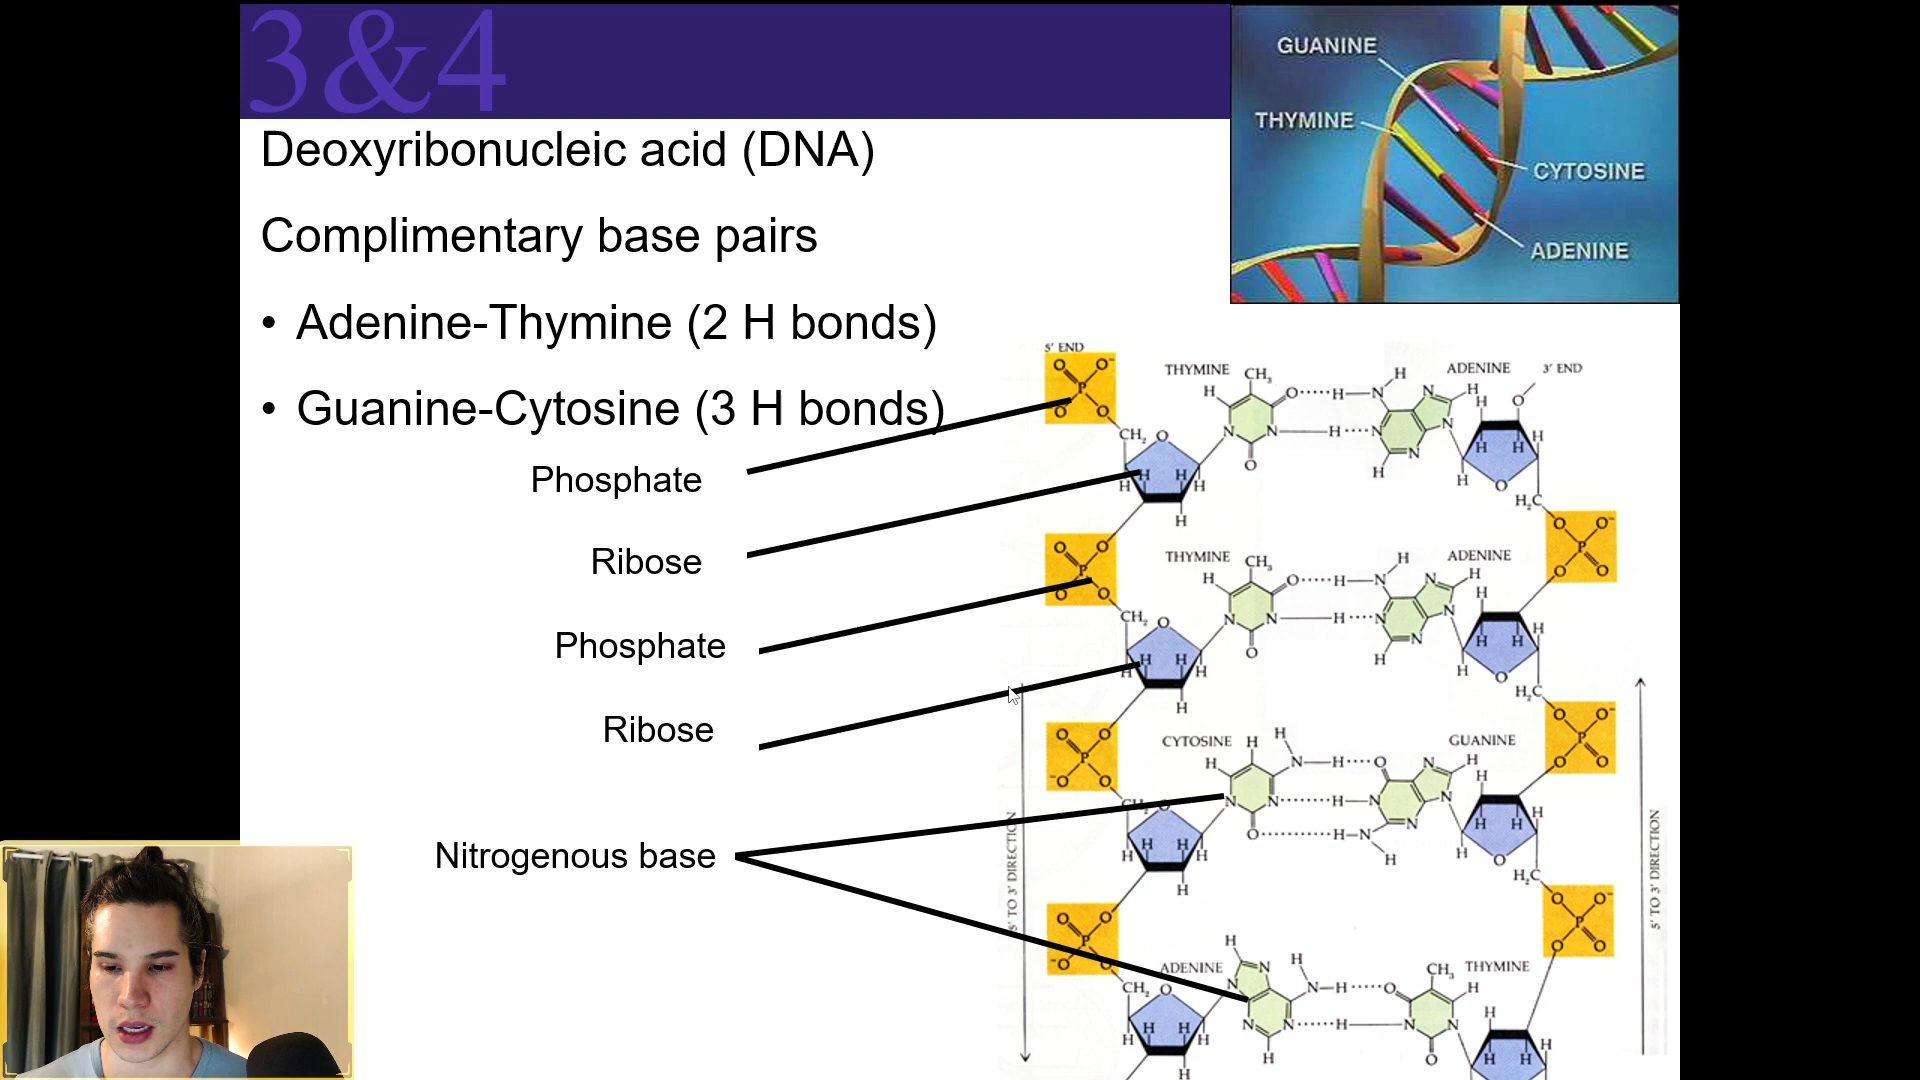 3&4
Deoxyribonucleic acid (DNA)
Complimentary base pairs
• Adenine-Thymine (2 H bonds)
• Guanine-Cytosine (3 H bonds)
Phosphate
Ribose
Phosphate
Ribose
Nitrogenous base
GUANINE
THYMINE
CYTOSINE
ADENINE
5' END
THYMINE
ADENINE
3' END
THYMINE
ADENINE
CYTOSINE
GUANINE
ADENINE
THYMINE
5' TO 3' DIRECTION
5' TO 3' DIRECTION